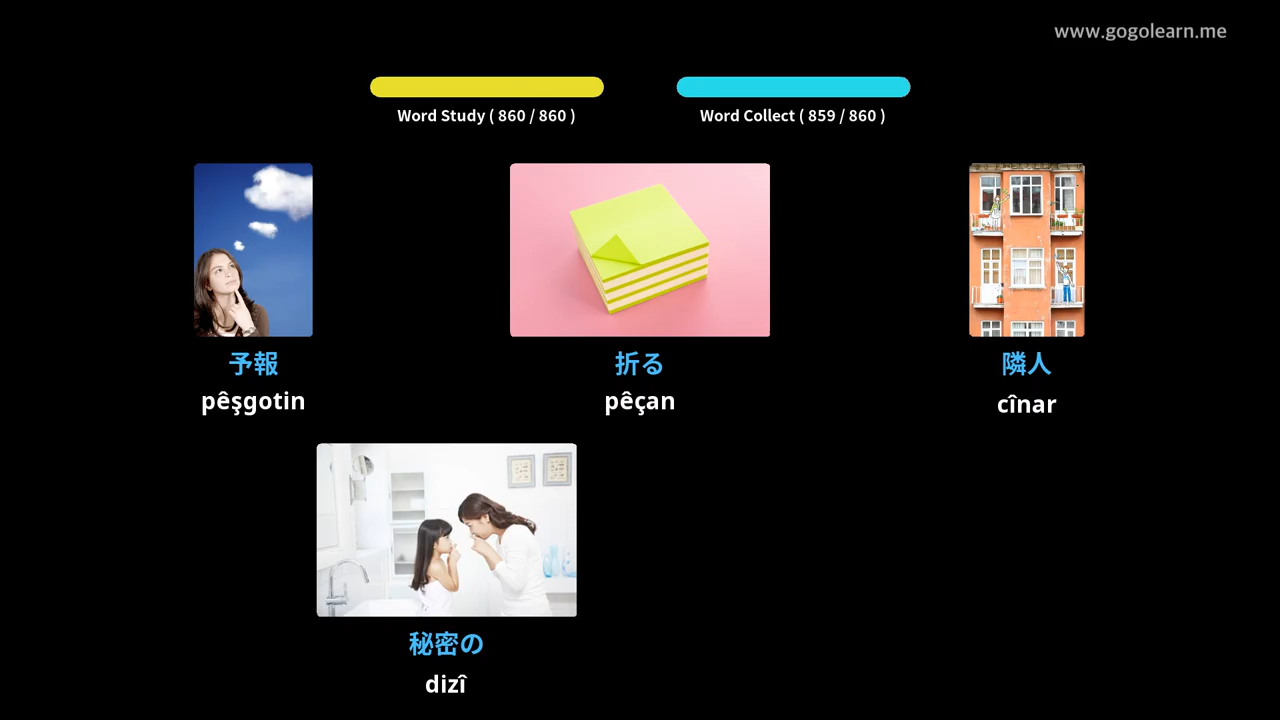 www.gogolearn.me
Word Study ( 860 / 860 )
Word Collect ( 859 / 860 )
予報
pêşgotin
折る
pêçan
隣人
cînar
秘密の
dizî